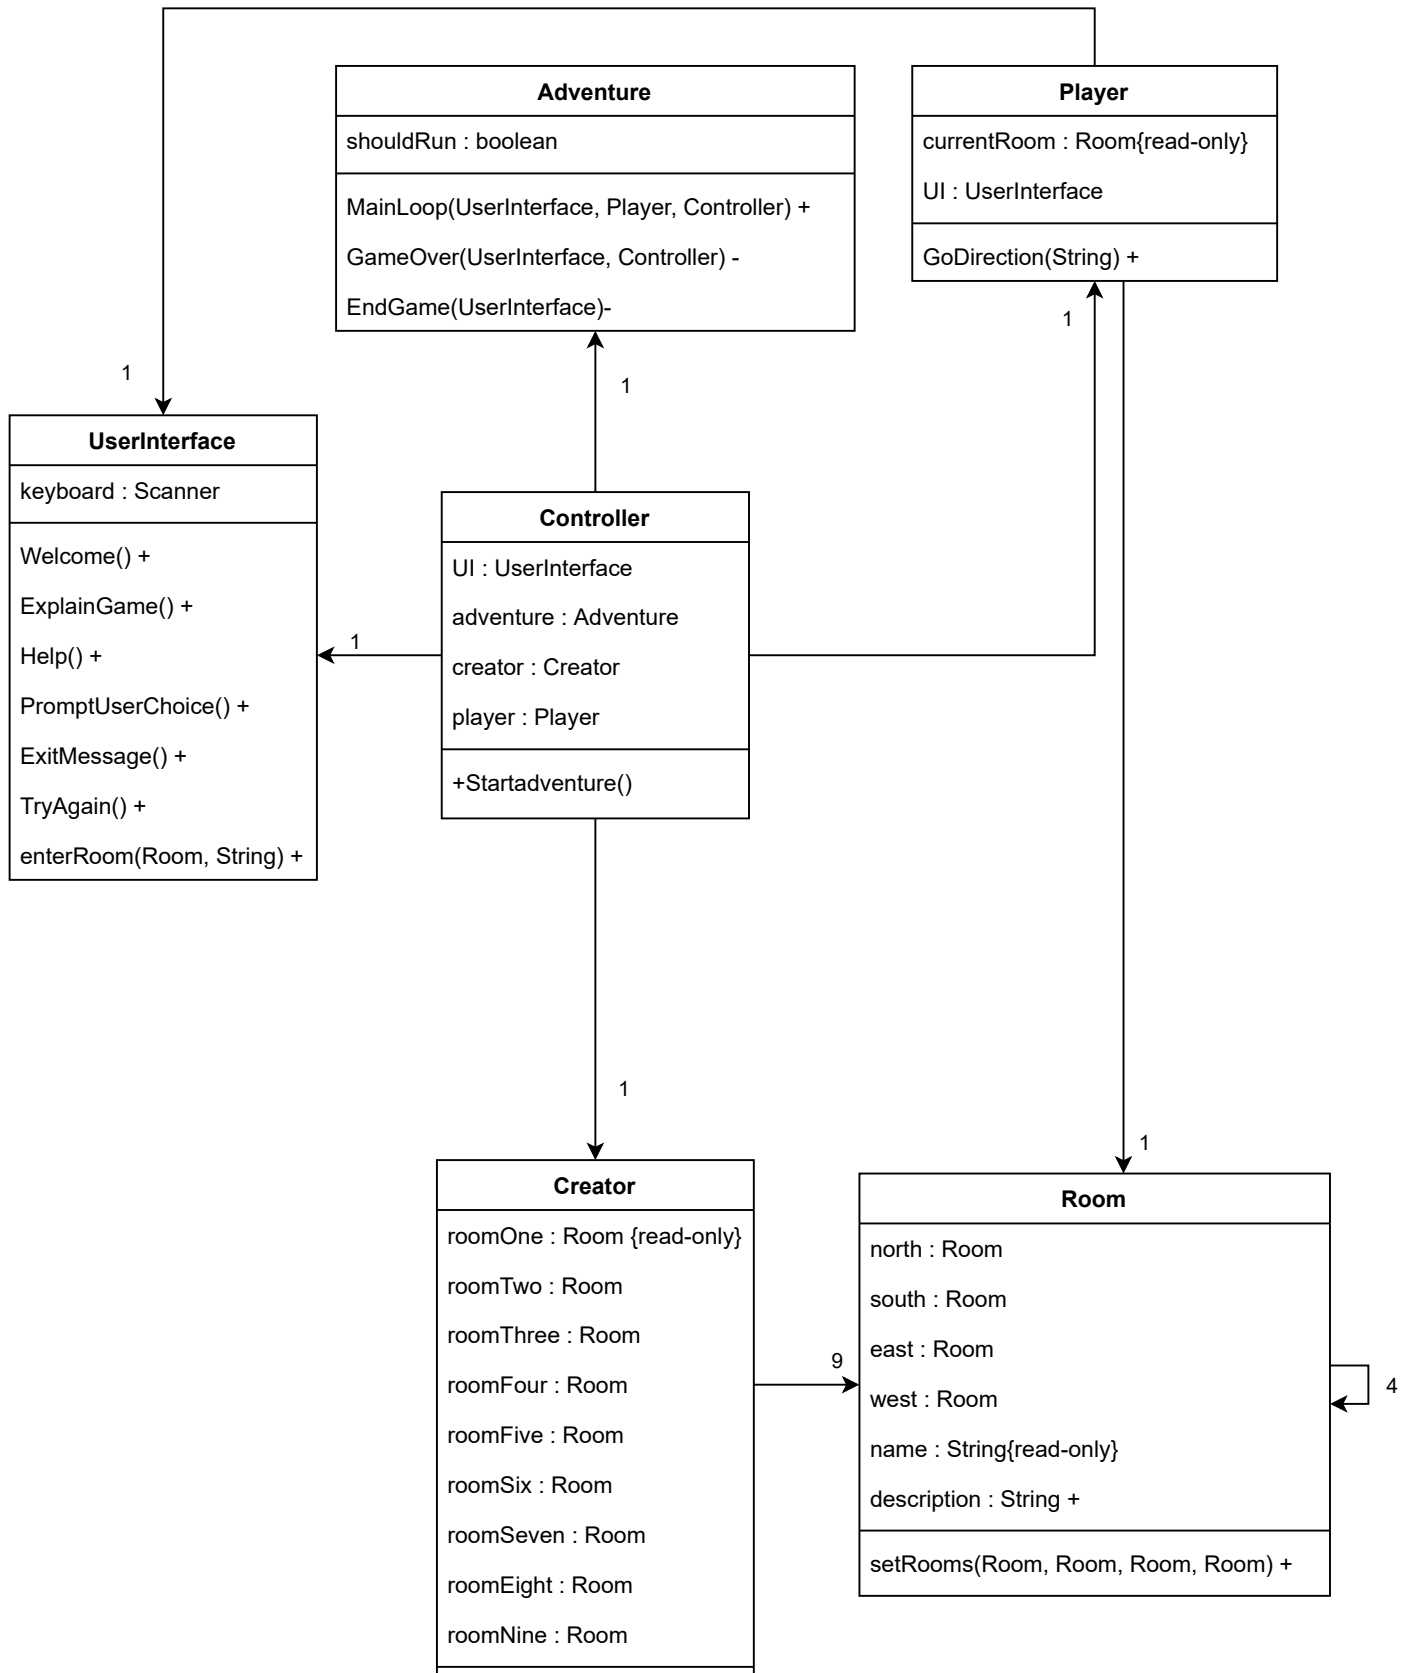 Adventure
shouldRun : boolean
MainLoop(UserInterface, Player, Controller) +
GameOver(UserInterface, Controller) -
EndGame(UserInterface)-
Player
currentRoom : Room{read-only}
UI : UserInterface
GoDirection(String) +
1
1
1
UserInterface
keyboard : Scanner
Welcome() +
ExplainGame() +
Help() +
PromptUserChoice() +
ExitMessage() +
TryAgain() +
enterRoom(Room, String) +
1
Controller
UI : UserInterface
adventure : Adventure
creator : Creator
player : Player
+Startadventure()
1
1
Creator
roomOne : Room {read-only}
roomTwo : Room
roomThree : Room
roomFour : Room
roomFive : Room
roomSix : Room
roomSeven : Room
roomEight : Room
roomNine : Room
9
Room
north : Room
south : Room
east : Room
west : Room
name : String{read-only}
description : String +
setRooms(Room, Room, Room, Room) +
4